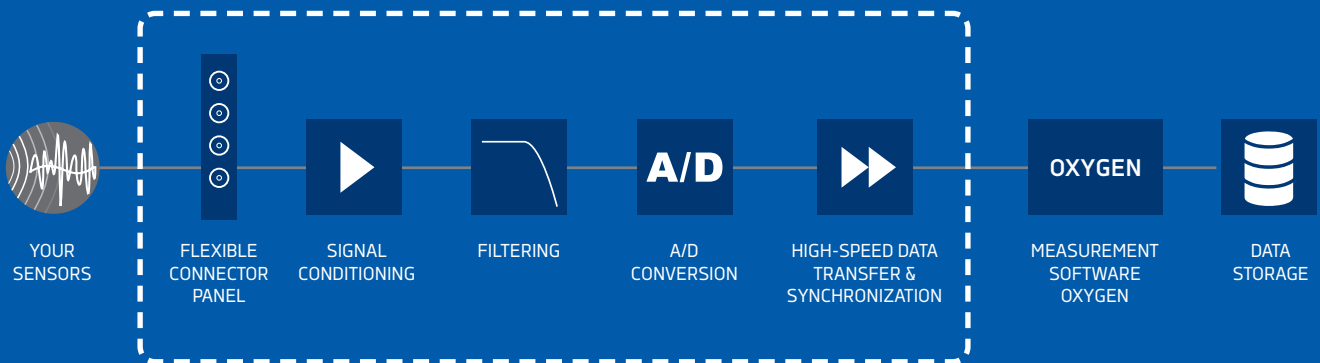 A/D
OXYGEN
YOUR
SENSORS
FLEXIBLE
CONNECTOR
PANEL
SIGNAL
CONDITIONING
FILTERING
A/D
CONVERSION
HIGH-SPEED DATA
TRANSFER &
SYNCHRONIZATION
MEASUREMENT
SOFTWARE
OXYGEN
DATA
STORAGE